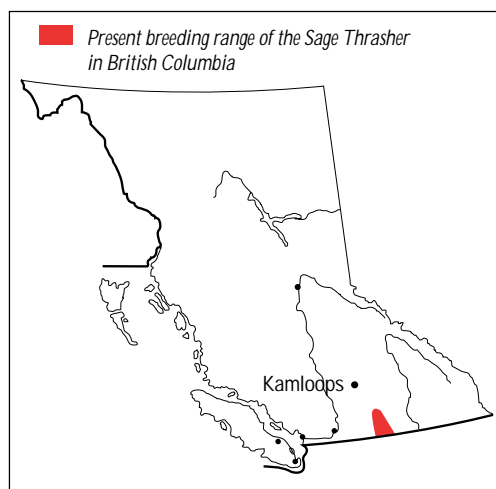 Present breeding range of the Sage Thrasher
in British Columbia
Kamloops